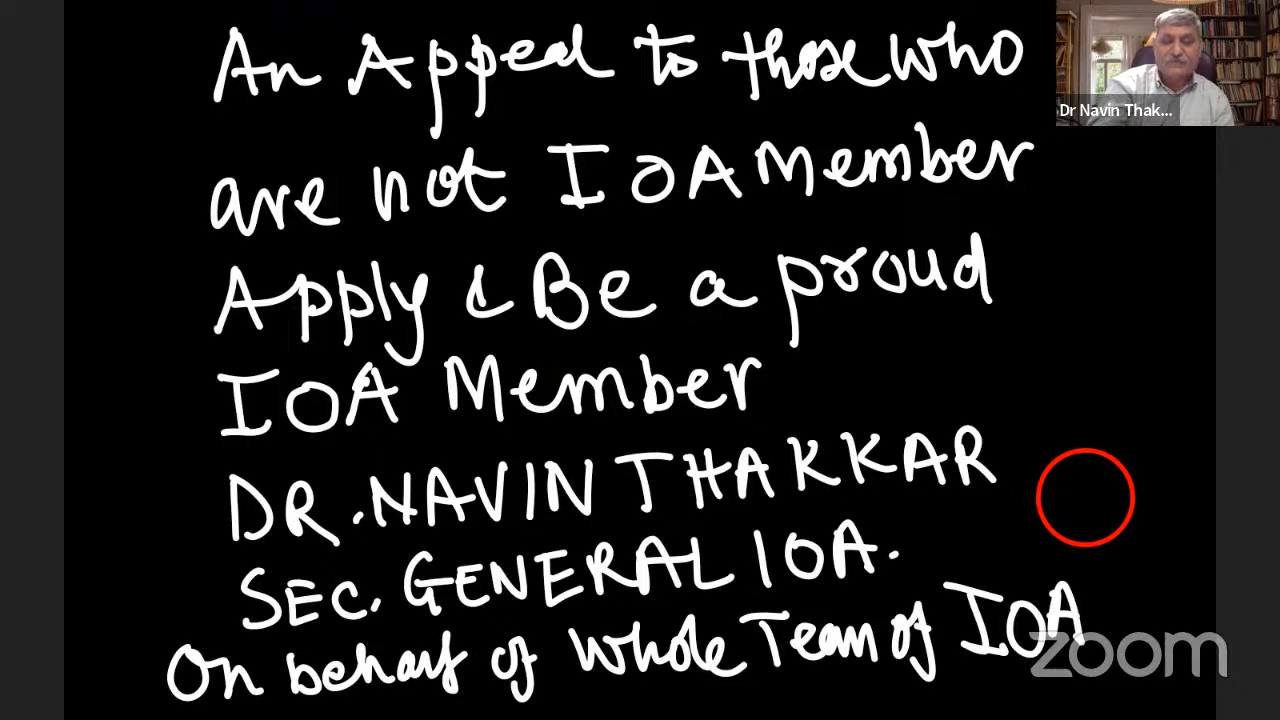 An Appeal to those who
Dr Navin Thak...
are not IOA Member
Apply & Be a proud
IOA Member
DR. NAVIN THAKKAR
SEC. GENERAL IOA.
On behalf of Whole Team of IOA
zoom